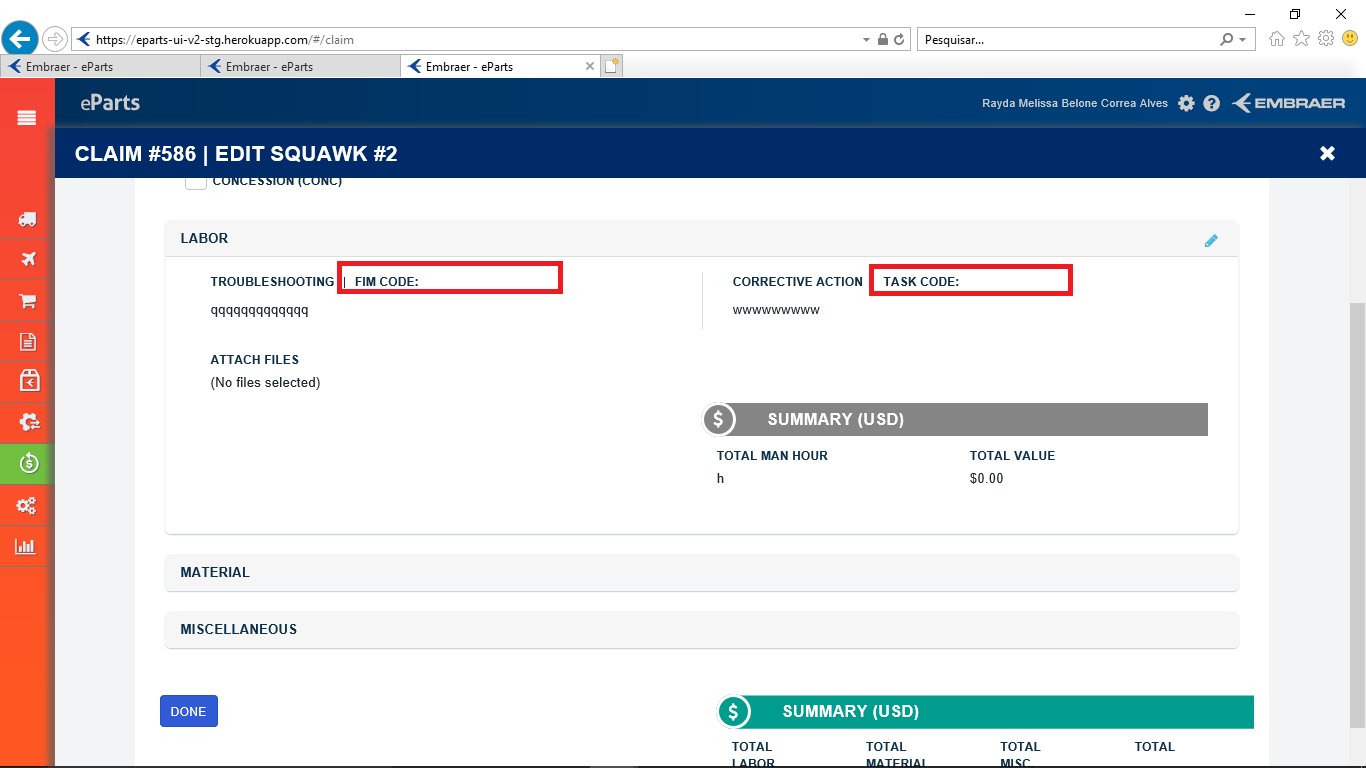 https://eparts-ui-v2-stg.herokuapp.com/#/claim
Pesquisar...
Embraer - eParts
Embraer - eParts
Embraer - eParts
eParts
Rayda Melissa Belone Correa Alves
EMBRAER
CLAIM #586 | EDIT SQUAWK #2
CONCESSION (CONC)
LABOR
TROUBLESHOOTING | FIM CODE:
qqqqqqqqqqqqq
CORRECTIVE ACTION
TASK CODE:
wwwwwwwww
ATTACH FILES
(No files selected)
$ SUMMARY (USD)
TOTAL MAN HOUR
h
TOTAL VALUE
$0.00
MATERIAL
MISCELLANEOUS
DONE
$ SUMMARY (USD)
TOTAL LABOR
TOTAL MATERIAL
TOTAL MISC
TOTAL